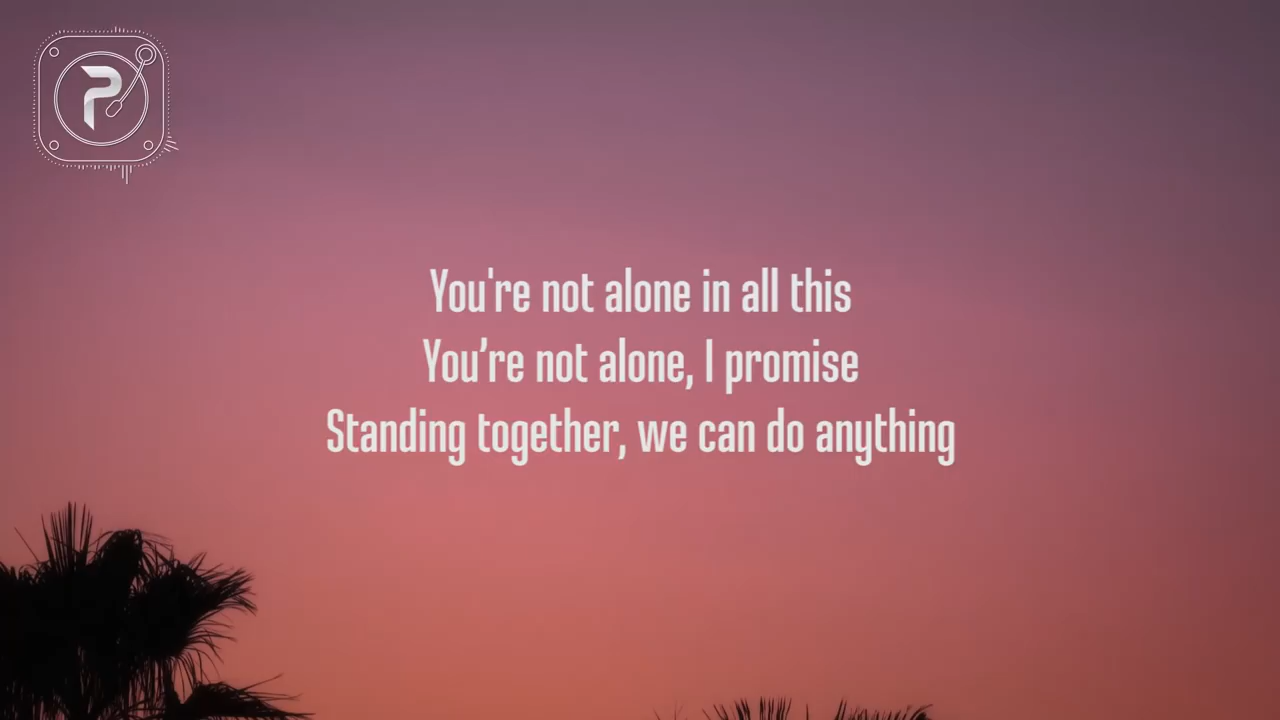 P
You're not alone in all this
You’re not alone, I promise
Standing together, we can do anything